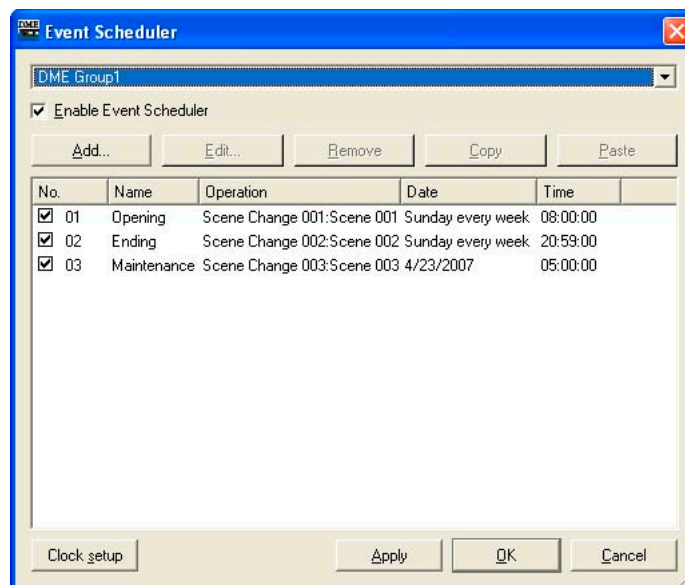 DME
Event Scheduler
DME Group1
Enable Event Scheduler
Add... Edit... Remove Copy Paste
No. Name Operation Date Time
01 Opening Scene Change 001:Scene 001 Sunday every week 08:00:00
02 Ending Scene Change 002:Scene 002 Sunday every week 20:59:00
03 Maintenance Scene Change 003:Scene 003 4/23/2007 05:00:00
Clock setup Apply OK Cancel